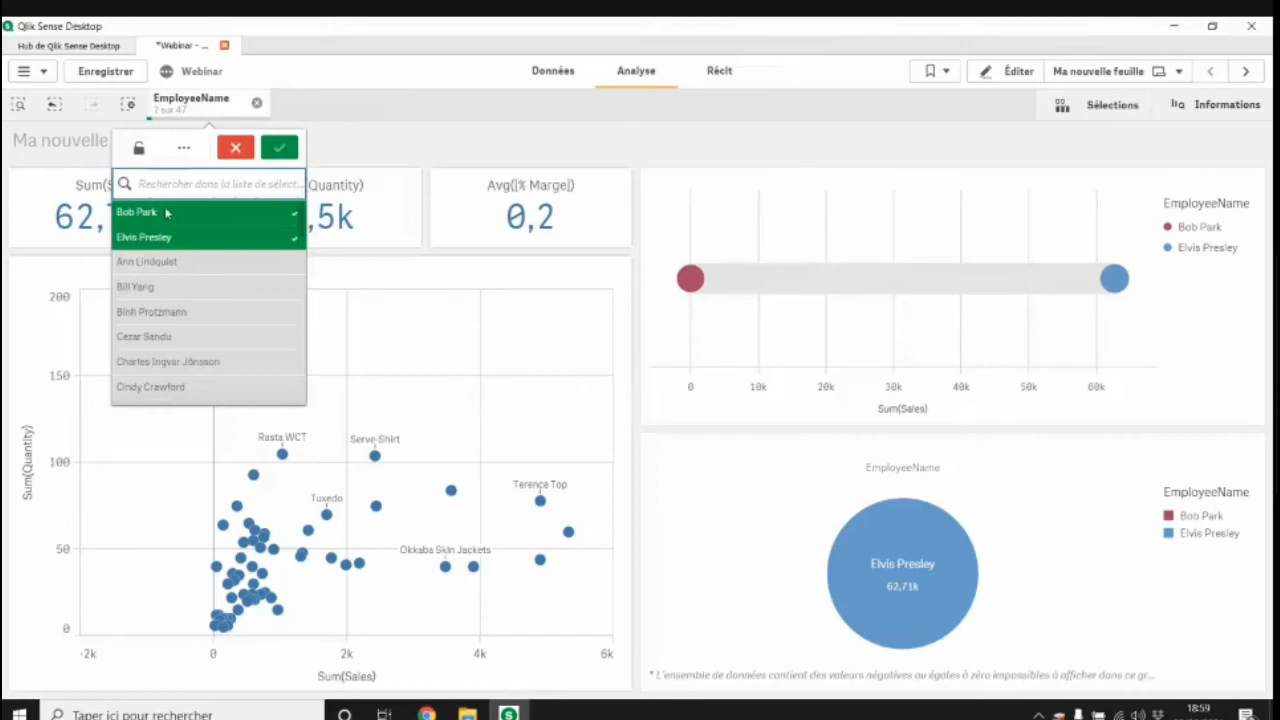 Qlik Sense Desktop
Hub de Qlik Sense Desktop
*Webinar - ...
Enregistrer
Webinar
Données
Analyse
Récit
Éditer
Ma nouvelle feuille
EmployeeName
2 sur 47
Sélections
Informations
Ma nouvelle
Rechercher dans la liste de sélect...
Bob Park
Elvis Presley
Ann Lindquist
Bill Yang
Binh Protzmann
Cezar Sandu
Charles Ingvar Jönsson
Cindy Crawford
Sum(S
62,
Quantity)
,5k
Avg([% Marge])
0,2
EmployeeName
Bob Park
Elvis Presley
0
10k
20k
30k
40k
50k
60k
Sum(Sales)
200
150
100
50
0
Sum(Quantity)
Rasta WCT
Serve-Shirt
Tuxedo
Terence Top
Okkaba Skin Jackets
-2k
0
2k
4k
6k
Sum(Sales)
EmployeeName
Elvis Presley
62,71k
EmployeeName
Bob Park
Elvis Presley
* L'ensemble de données contient des valeurs négatives ou égales à zéro impossibles à afficher dans ce gr...
Taper ici pour rechercher
18:59